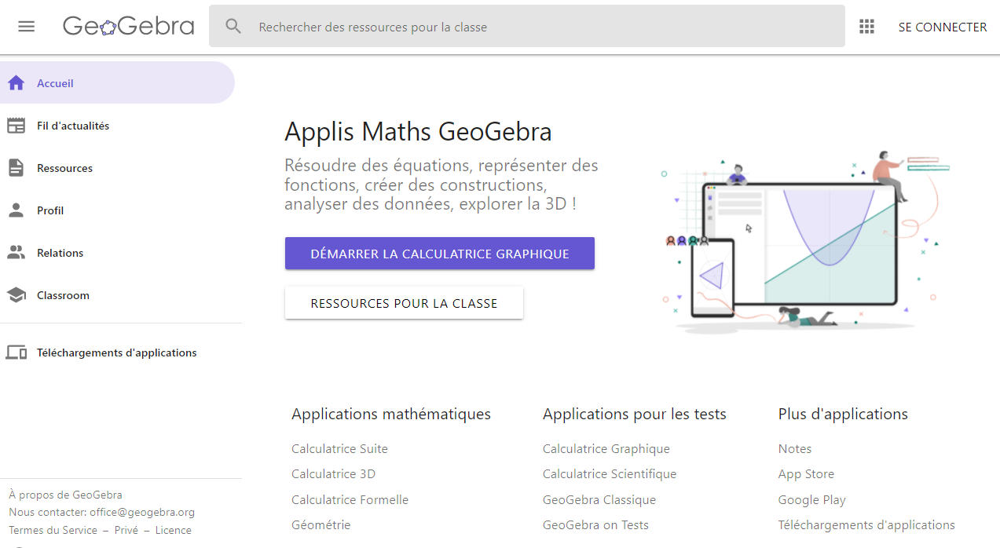 GeoGebra
Rechercher des ressources pour la classe
SE CONNECTER
Accueil
Fil d'actualités
Ressources
Profil
Relations
Classroom
Téléchargements d'applications
À propos de GeoGebra
Nous contacter: office@geogebra.org
Termes du Service – Privé – Licence
Applis Maths GeoGebra
Résoudre des équations, représenter des
fonctions, créer des constructions,
analyser des données, explorer la 3D !
DÉMARRER LA CALCULATRICE GRAPHIQUE
RESSOURCES POUR LA CLASSE
Applications mathématiques
Calculatrice Suite
Calculatrice 3D
Calculatrice Formelle
Géométrie
Applications pour les tests
Calculatrice Graphique
Calculatrice Scientifique
GeoGebra Classique
GeoGebra on Tests
Plus d'applications
Notes
App Store
Google Play
Téléchargements d'applications